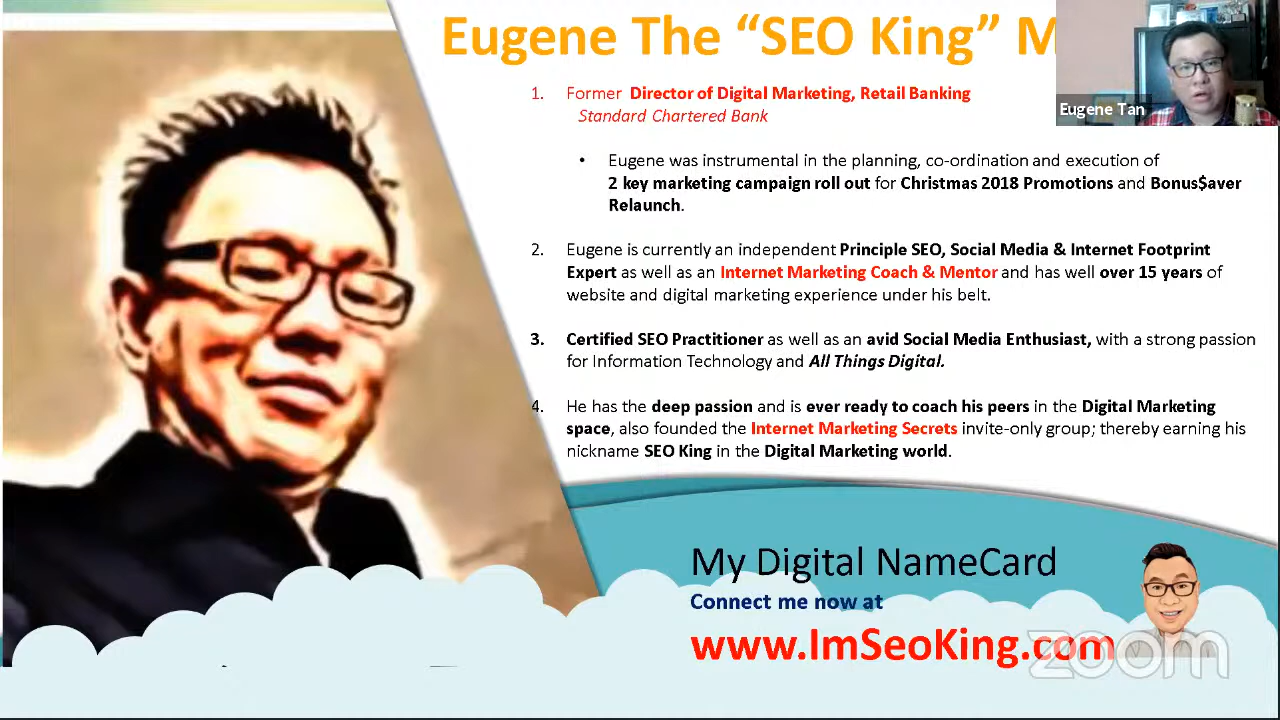 Eugene The “SEO King” M
Eugene Tan
1. Former Director of Digital Marketing, Retail Banking
Standard Chartered Bank
• Eugene was instrumental in the planning, co-ordination and execution of
2 key marketing campaign roll out for Christmas 2018 Promotions and Bonus$aver
Relaunch.
2. Eugene is currently an independent Principle SEO, Social Media & Internet Footprint
Expert as well as an Internet Marketing Coach & Mentor and has well over 15 years of
website and digital marketing experience under his belt.
3. Certified SEO Practitioner as well as an avid Social Media Enthusiast, with a strong passion
for Information Technology and All Things Digital.
4. He has the deep passion and is ever ready to coach his peers in the Digital Marketing
space, also founded the Internet Marketing Secrets invite-only group; thereby earning his
nickname SEO King in the Digital Marketing world.
My Digital NameCard
Connect me now at
www.ImSeoKing.com
zoom